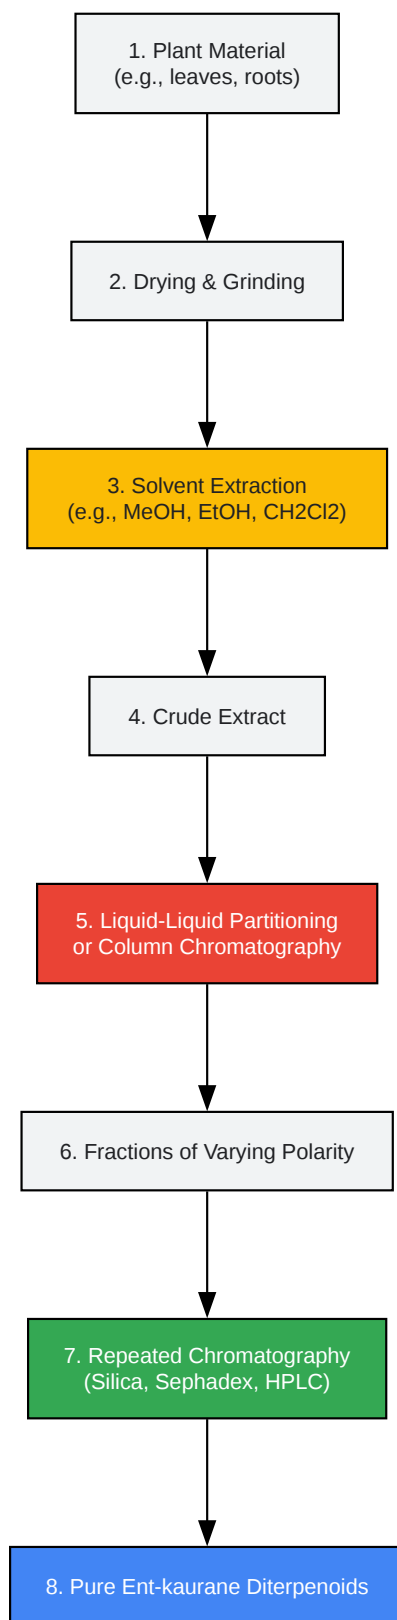 1. Plant Material
(e.g., leaves, roots)
2. Drying & Grinding
3. Solvent Extraction
(e.g., MeOH, EtOH, CH2Cl2)
4. Crude Extract
5. Liquid-Liquid Partitioning
or Column Chromatography
6. Fractions of Varying Polarity
7. Repeated Chromatography
(Silica, Sephadex, HPLC)
8. Pure Ent-kaurane Diterpenoids